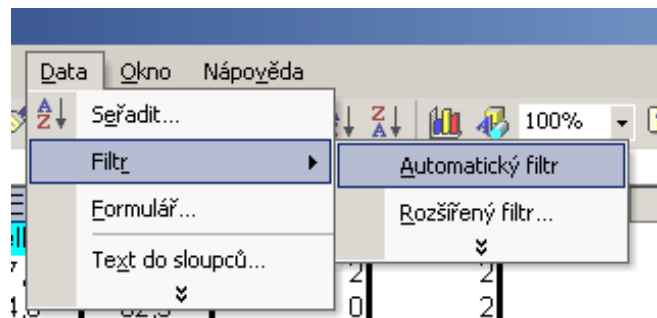 Data Okno Nápověda
Seřadit... 100%
Filtr Automatický filtr
Formulář... Rozšířený filtr...
Text do sloupců...
2 2
0 2